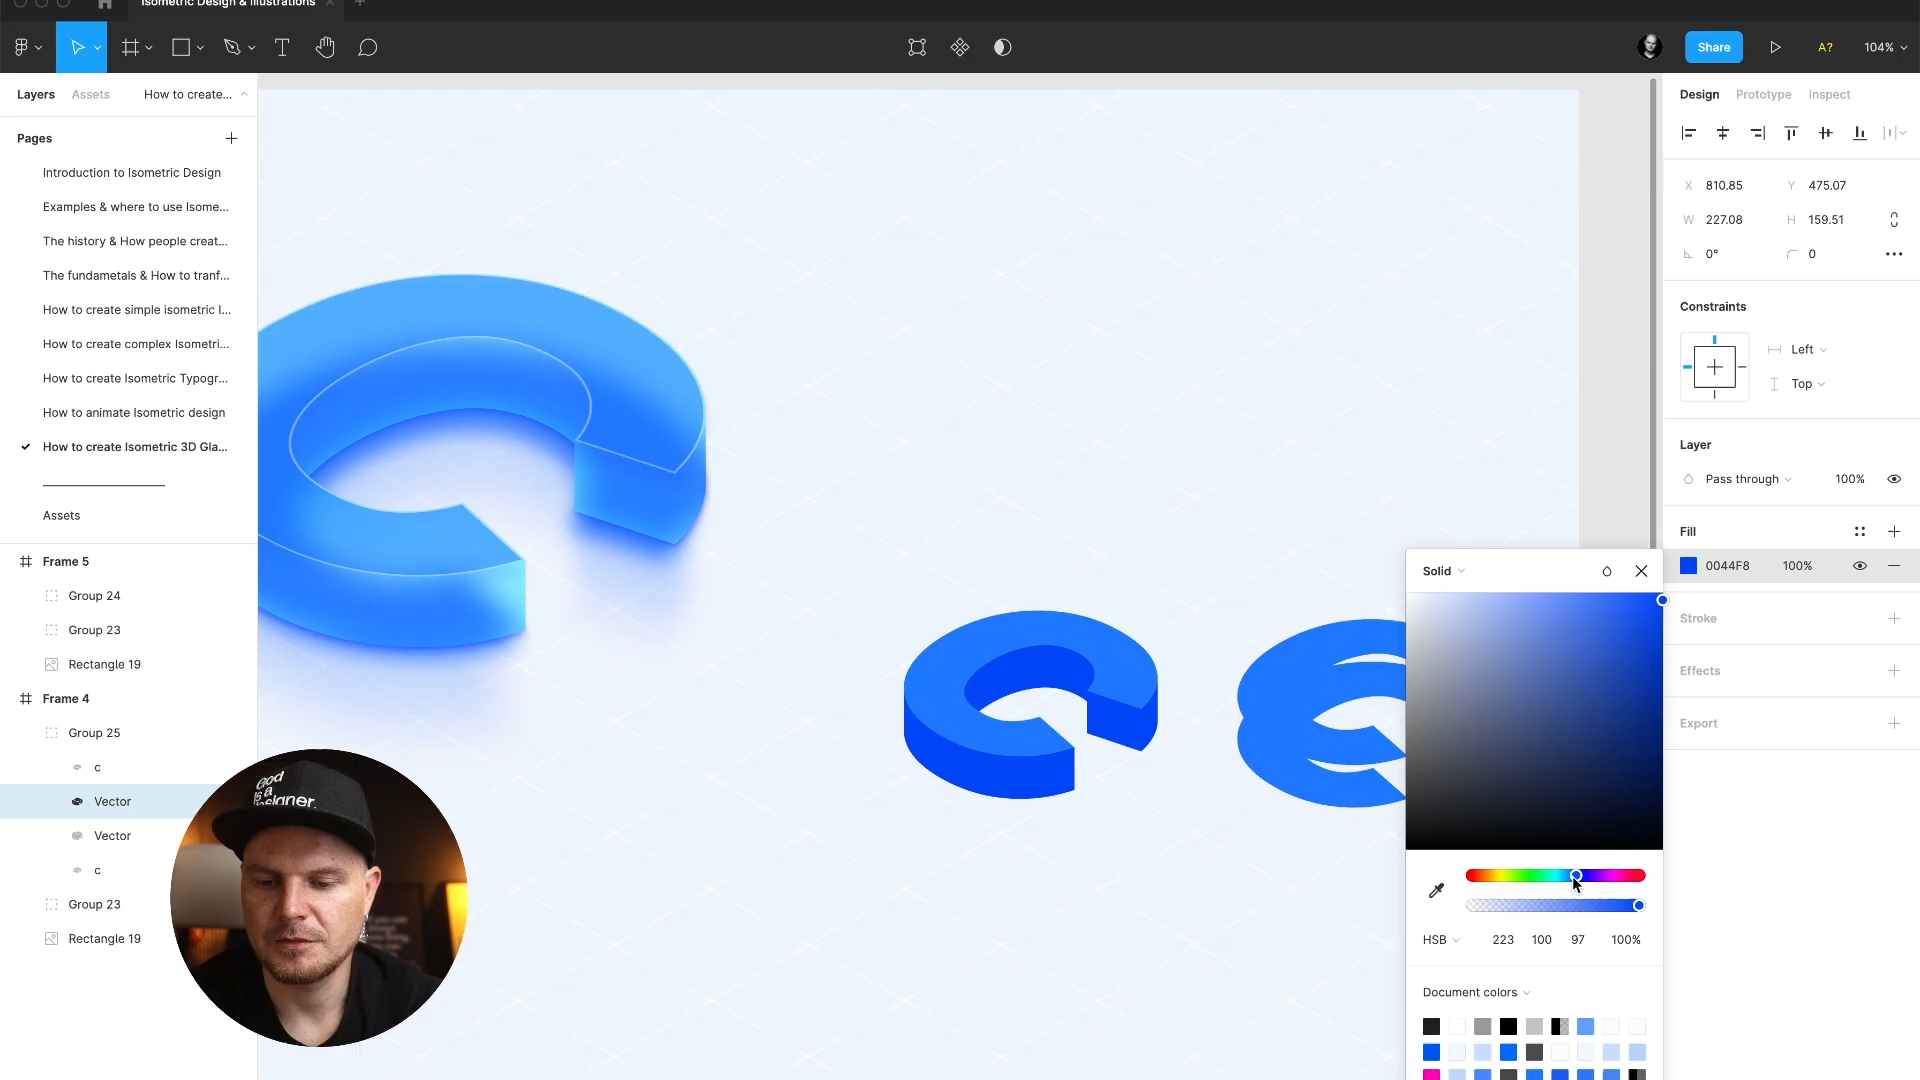 Isometric Design & Illustrations
Share
A?
104%
Layers
Assets
How to create...
Pages
Introduction to Isometric Design
Examples & where to use Isome...
The history & How people creat...
The fundametals & How to tranf...
How to create simple isometric I...
How to create complex Isometri...
How to create Isometric Typogr...
How to animate Isometric design
How to create Isometric 3D Gla...
Assets
Frame 5
Group 24
Group 23
Rectangle 19
Frame 4
Group 25
c
Vector
Vector
c
Group 23
Rectangle 19
God
is a
designer.
Design
Prototype
Inspect
X 810.85
Y 475.07
W 227.08
H 159.51
0°
0
Constraints
Left
Top
Layer
Pass through
100%
Fill
0044F8
100%
Stroke
Effects
Export
Solid
HSB
223
100
97
100%
Document colors